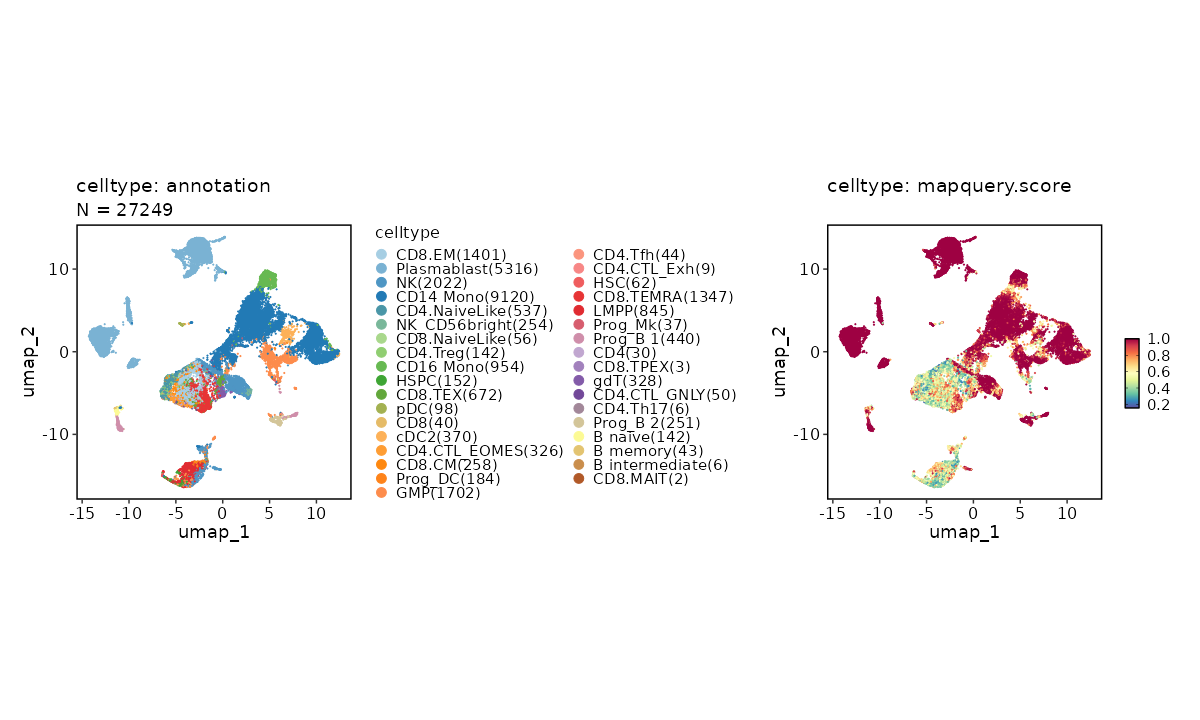 celltype: annotation
N = 27249
10
0
-10
-15 -10 -5 0 5 10
umap_1
umap_2
celltype
CD8.EM(1401)
Plasmablast(5316)
NK(2022)
CD14 Mono(9120)
CD4.NaiveLike(537)
NK_CD56bright(254)
CD8.NaiveLike(56)
CD4.Treg(142)
CD16 Mono(954)
HSPC(152)
CD8.TEX(672)
pDC(98)
CD8(40)
cDC2(370)
CD4.CTL_EOMES(326)
CD8.CM(258)
Prog_DC(184)
GMP(1702)
CD4.Tfh(44)
CD4.CTL_Exh(9)
HSC(62)
CD8.TEMRA(1347)
LMPP(845)
Prog_Mk(37)
Prog_B 1(440)
CD4(30)
CD8.TPEX(3)
gdT(328)
CD4.CTL_GNLY(50)
CD4.Th17(6)
Prog_B 2(251)
B naive(142)
B memory(43)
B intermediate(6)
CD8.MAIT(2)
celltype: mapquery.score
10
0
-10
-15 -10 -5 0 5 10
umap_1
umap_2
1.0
0.8
0.6
0.4
0.2